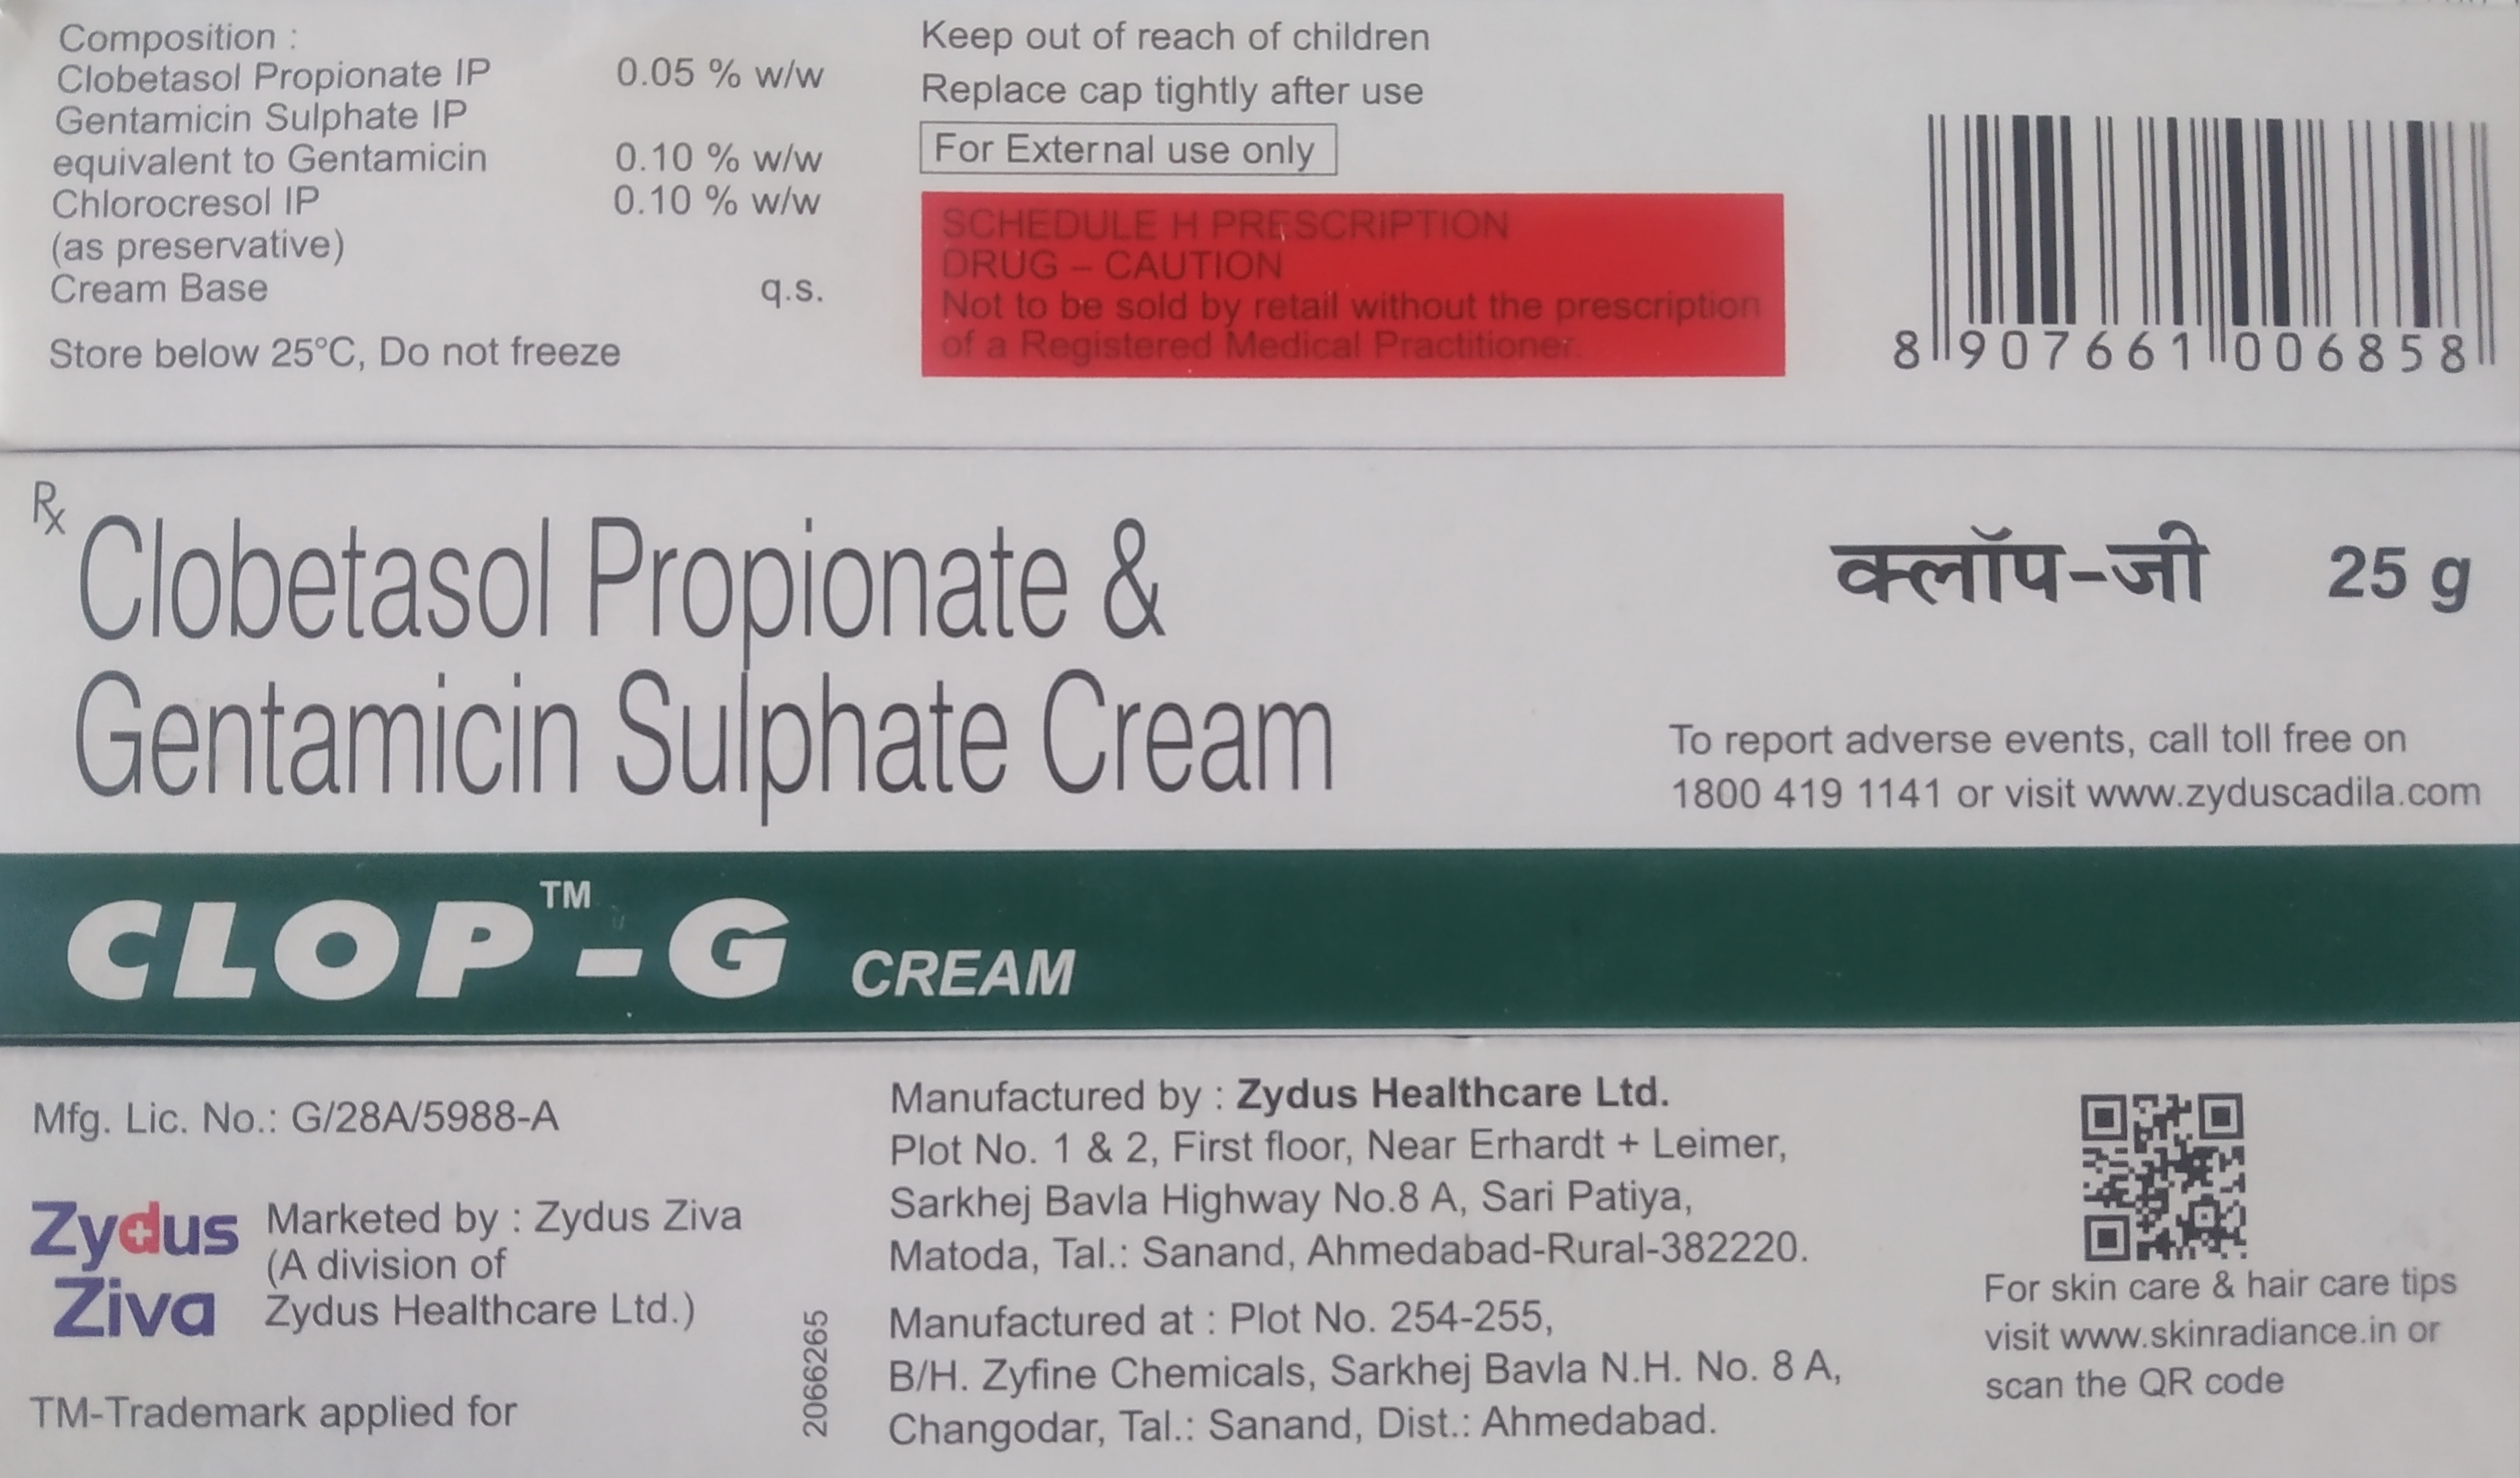 Composition :
Clobetasol Propionate IP 0.05 % w/w
Gentamicin Sulphate IP
equivalent to Gentamicin 0.10 % w/w
Chlorocresol IP 0.10 % w/w
(as preservative)
Cream Base q.s.
Store below 25°C, Do not freeze
Keep out of reach of children
Replace cap tightly after use
For External use only
SCHEDULE H PRESCRIPTION
DRUG – CAUTION
Not to be sold by retail without the prescription
of a Registered Medical Practitioner.
8 907661 006858
Rx Clobetasol Propionate &
Gentamicin Sulphate Cream
क्लॉप-जी 25 g
To report adverse events, call toll free on
1800 419 1141 or visit www.zyduscadila.com
CLOP™-G CREAM
Mfg. Lic. No.: G/28A/5988-A
Zydus
Ziva
Marketed by : Zydus Ziva
(A division of
Zydus Healthcare Ltd.)
TM-Trademark applied for
2066265
Manufactured by : Zydus Healthcare Ltd.
Plot No. 1 & 2, First floor, Near Erhardt + Leimer,
Sarkhej Bavla Highway No.8 A, Sari Patiya,
Matoda, Tal.: Sanand, Ahmedabad-Rural-382220.
Manufactured at : Plot No. 254-255,
B/H. Zyfine Chemicals, Sarkhej Bavla N.H. No. 8 A,
Changodar, Tal.: Sanand, Dist.: Ahmedabad.
For skin care & hair care tips
visit www.skinradiance.in or
scan the QR code